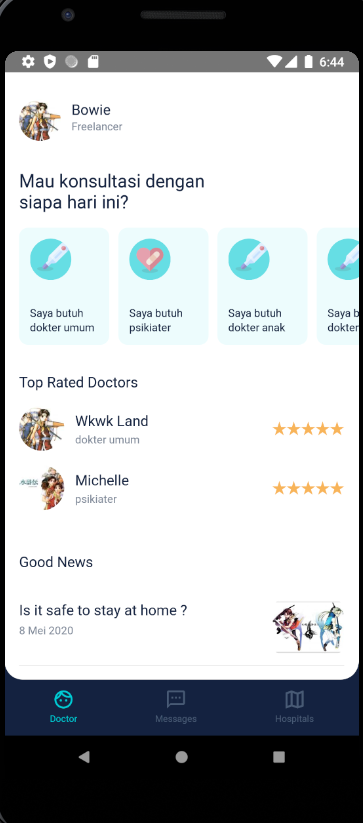 6:44
Bowie
Freelancer
Mau konsultasi dengan
siapa hari ini?
Saya butuh
dokter umum
Saya butuh
psikiater
Saya butuh
dokter anak
Saya b
dokter
Top Rated Doctors
Wkwk Land
dokter umum
Michelle
psikiater
Good News
Is it safe to stay at home ?
8 Mei 2020
Doctor
Messages
Hospitals